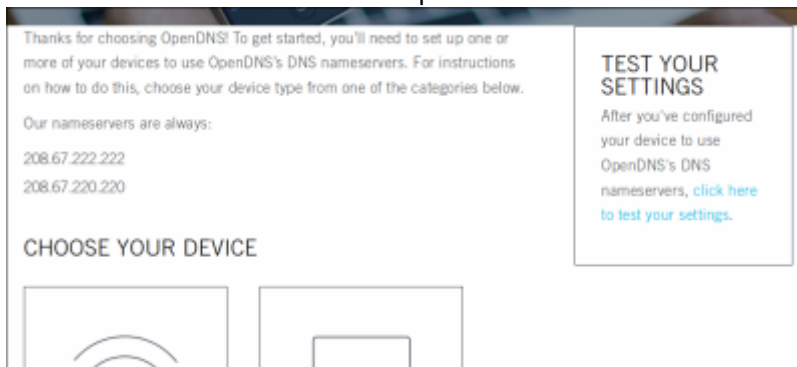 Thanks for choosing OpenDNS! To get started, you'll need to set up one or
more of your devices to use OpenDNS's DNS nameservers. For instructions
on how to do this, choose your device type from one of the categories below.
Our nameservers are always:
208.67.222.222
208.67.220.220
CHOOSE YOUR DEVICE
TEST YOUR
SETTINGS
After you've configured
your device to use
OpenDNS's DNS
nameservers, click here
to test your settings.